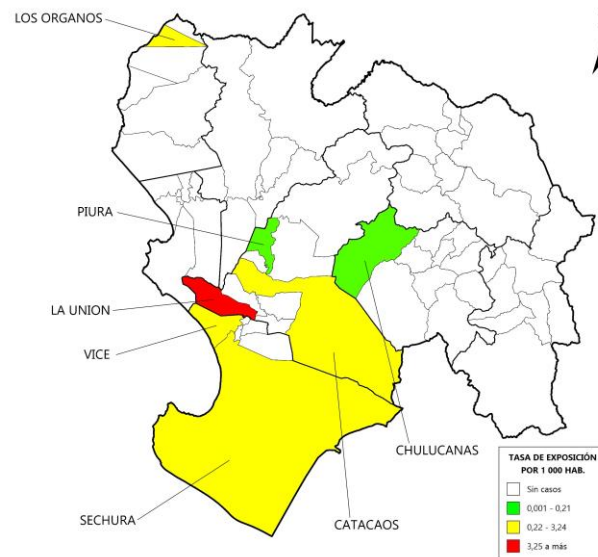 LOS ORGANOS
PIURA
LA UNION
VICE
SECHURA
CATACAOS
CHULUCANAS
TASA DE EXPOSICIÓN
POR 1 000 HAB.
Sin casos
0,001 - 0,21
0,22 - 3,24
3,25 a más